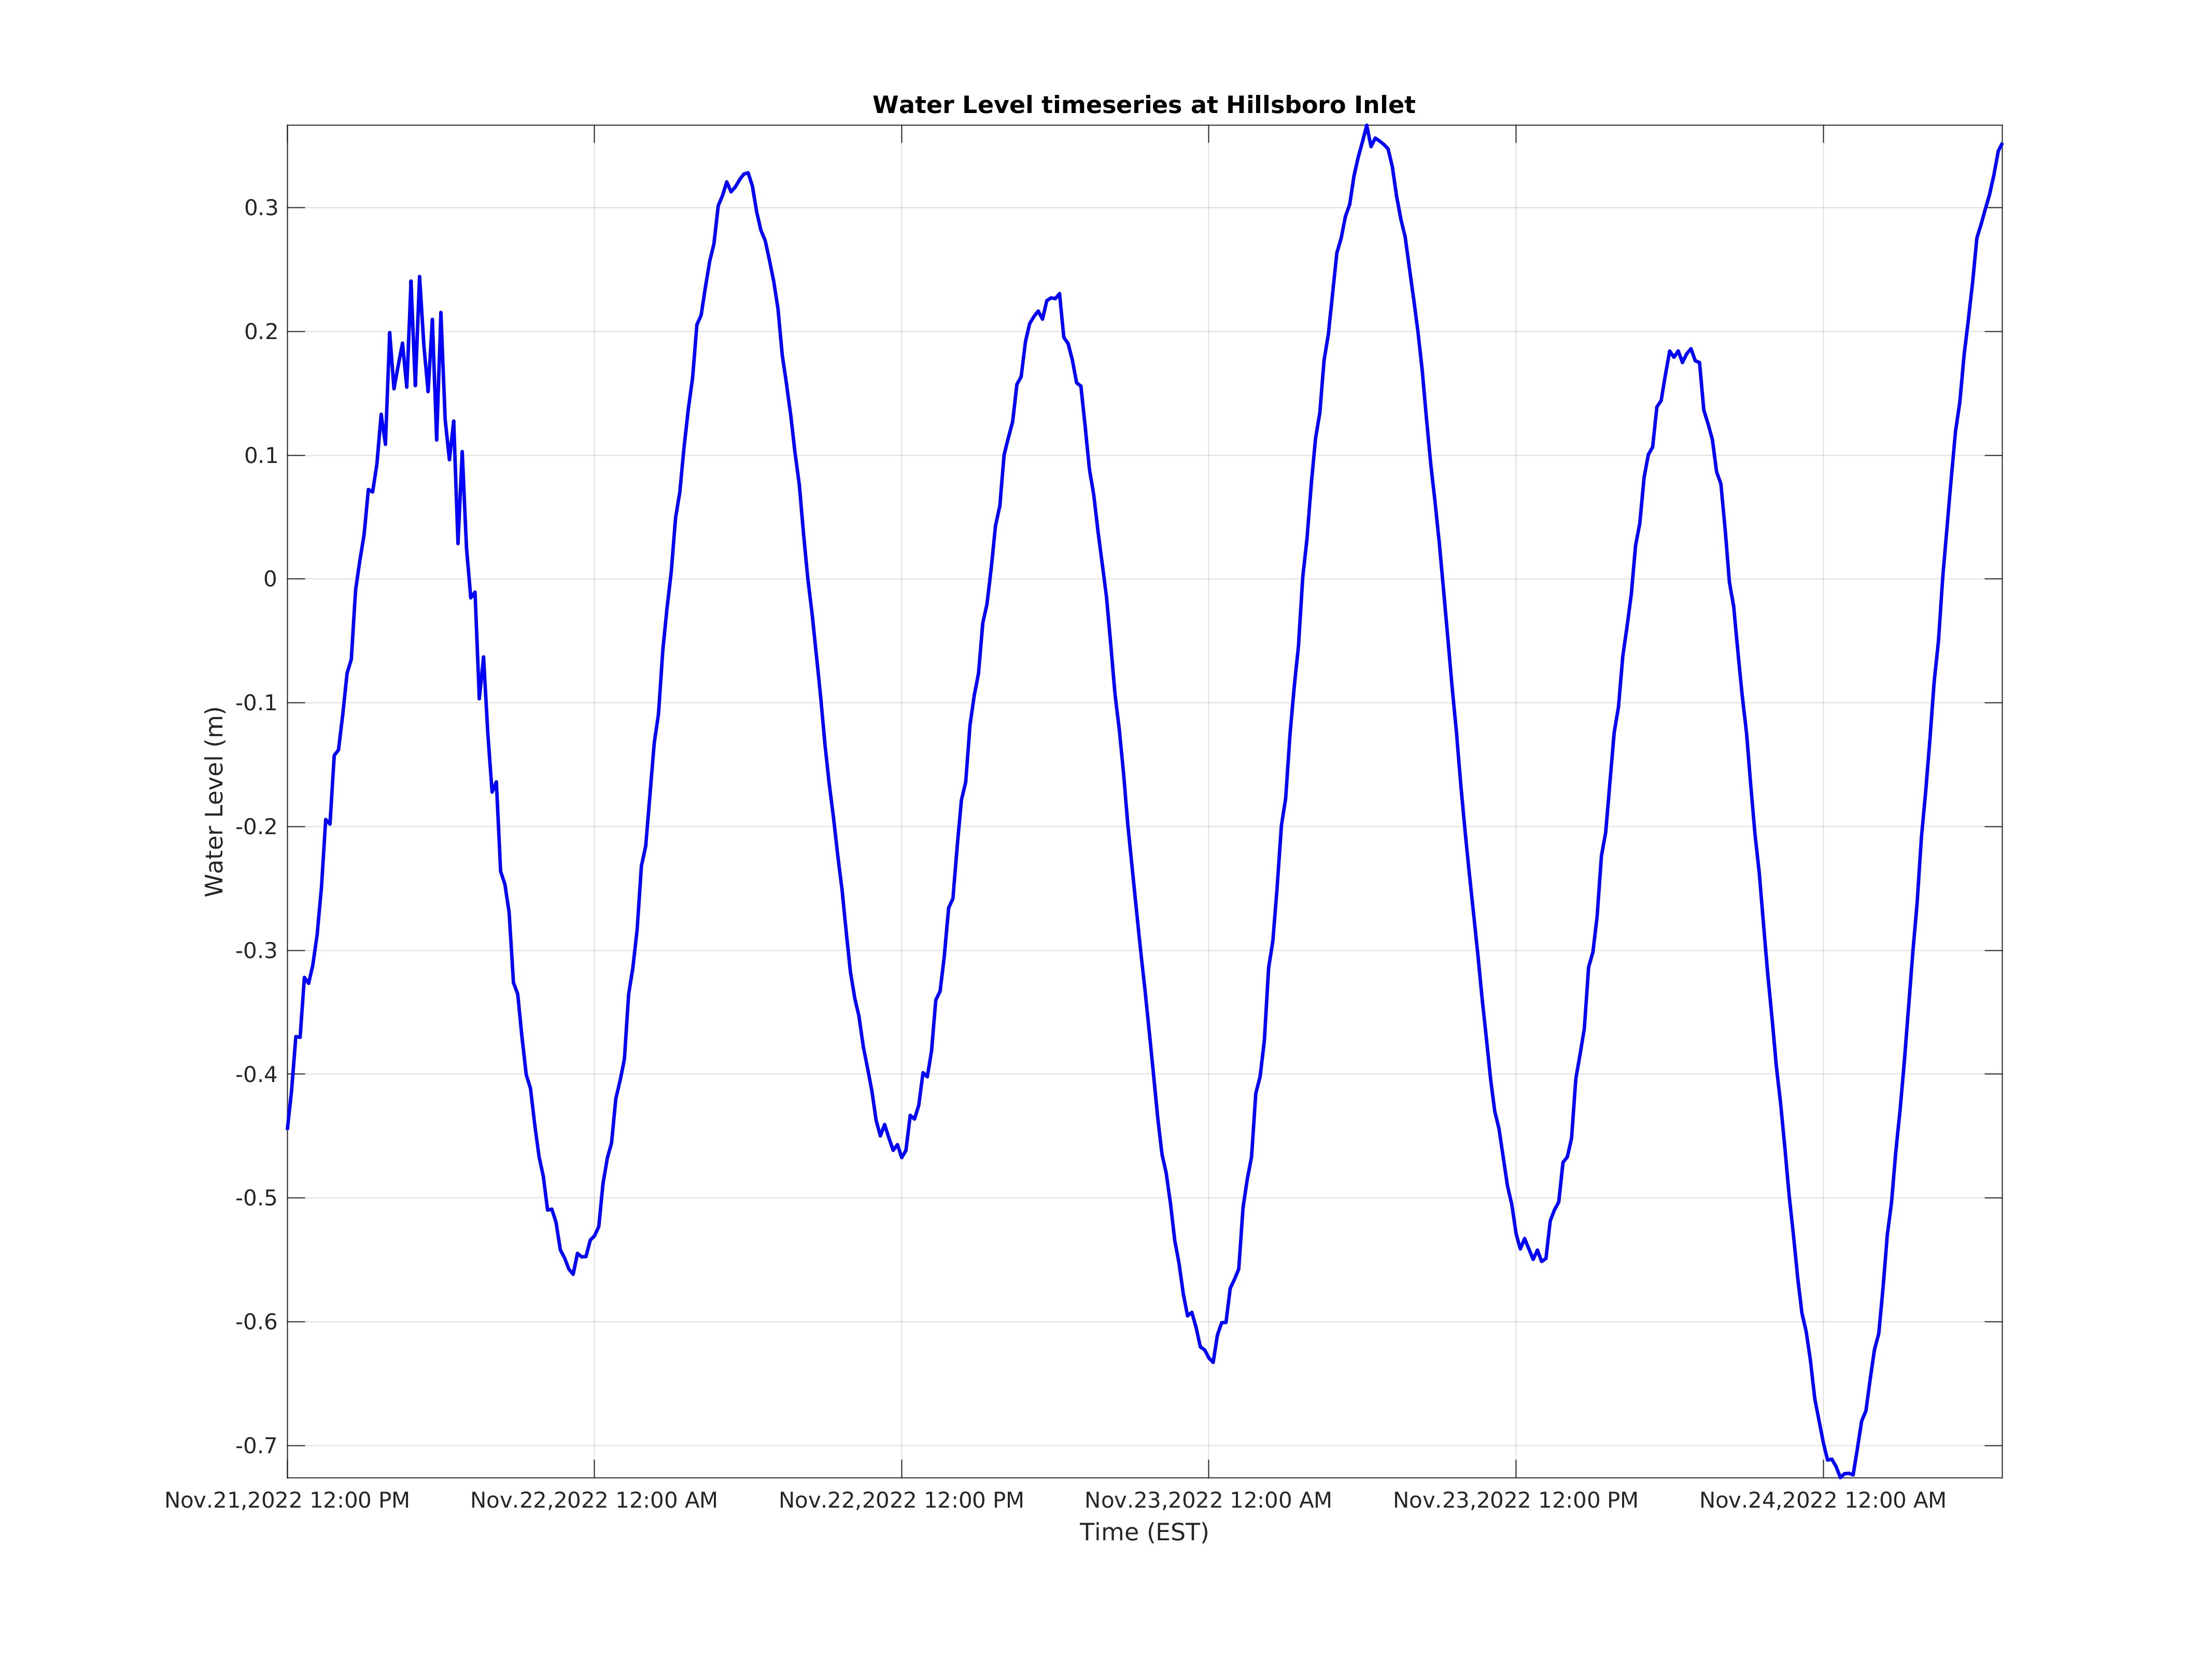 Water Level timeseries at Hillsboro Inlet
0.3
0.2
0.1
0
-0.1
-0.2
-0.3
-0.4
-0.5
-0.6
-0.7
Water Level (m)
Nov.21,2022 12:00 PM Nov.22,2022 12:00 AM Nov.22,2022 12:00 PM Nov.23,2022 12:00 AM Nov.23,2022 12:00 PM Nov.24,2022 12:00 AM
Time (EST)